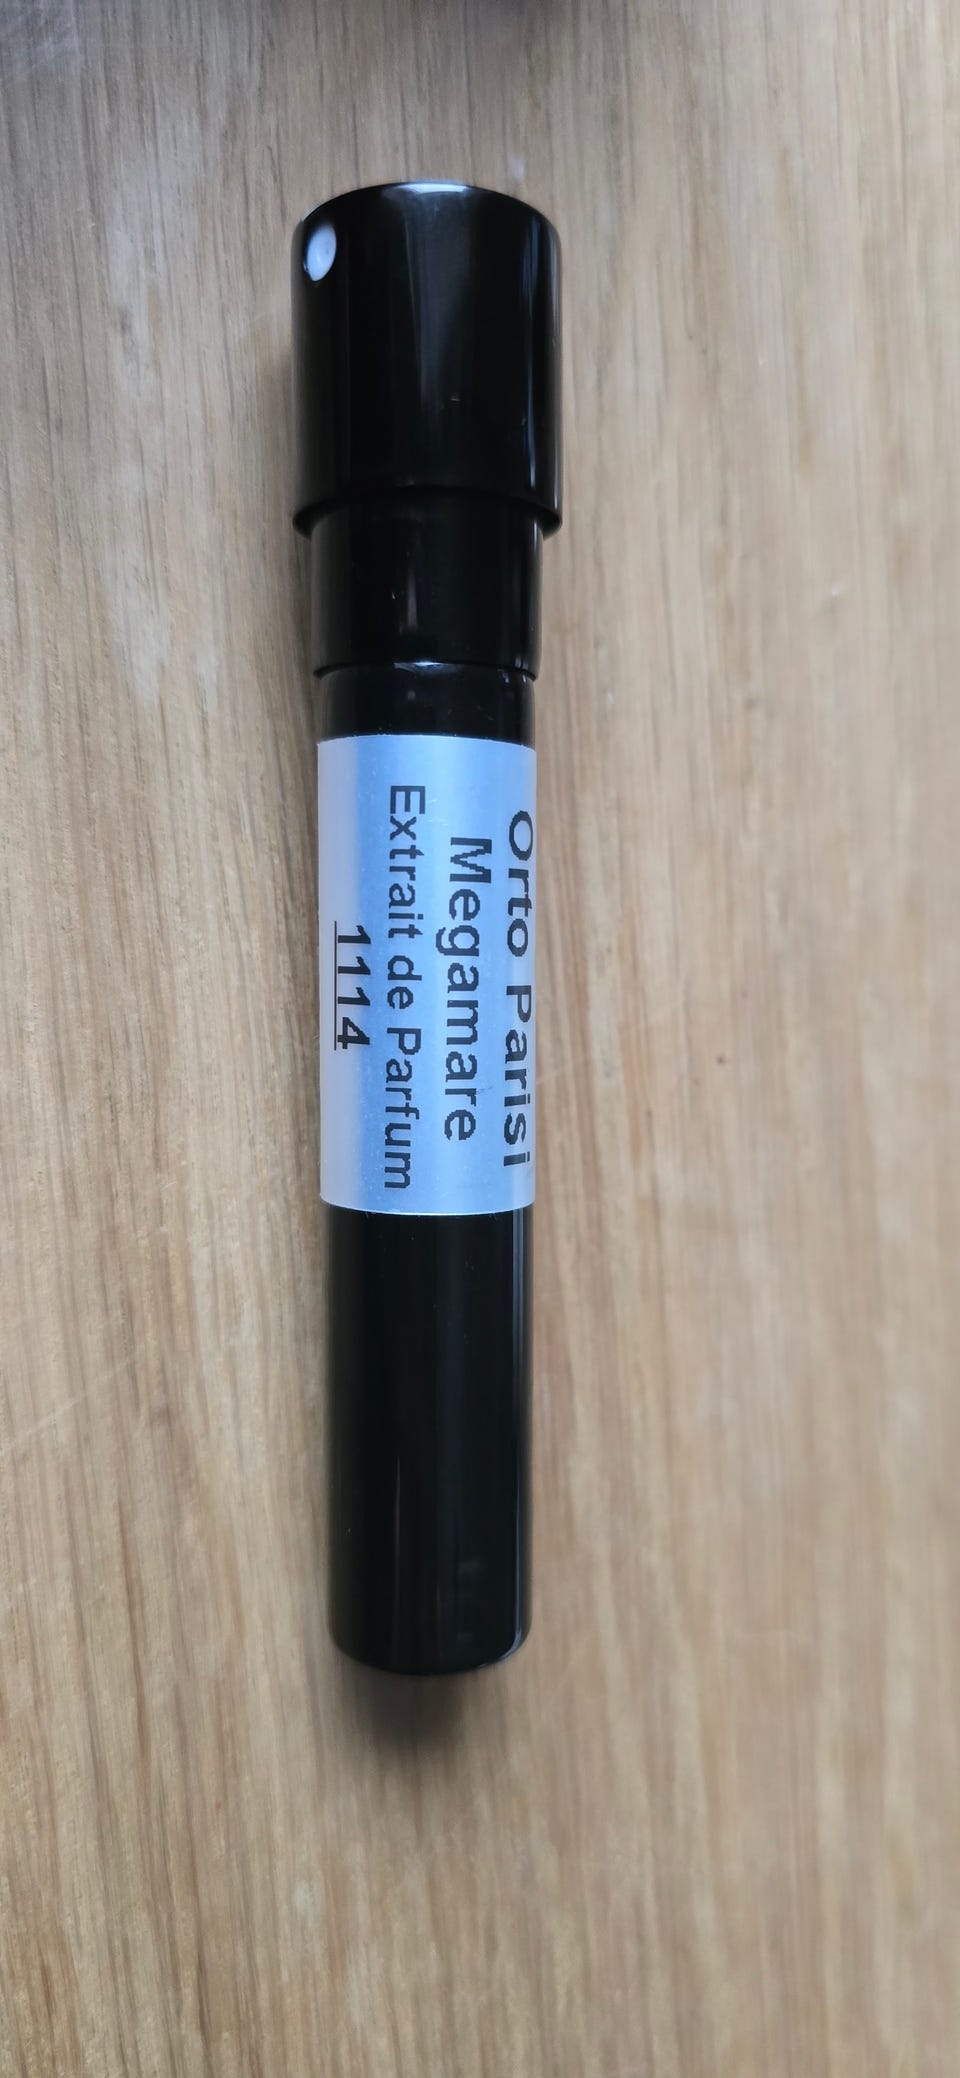 Orto Parisi
Megamare
Extrait de Parfum
1114